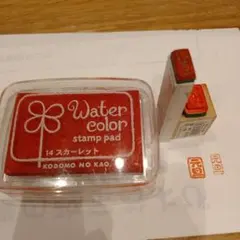 Water
color
stamp pad
14 スカーレット
KODOMO NO KAO